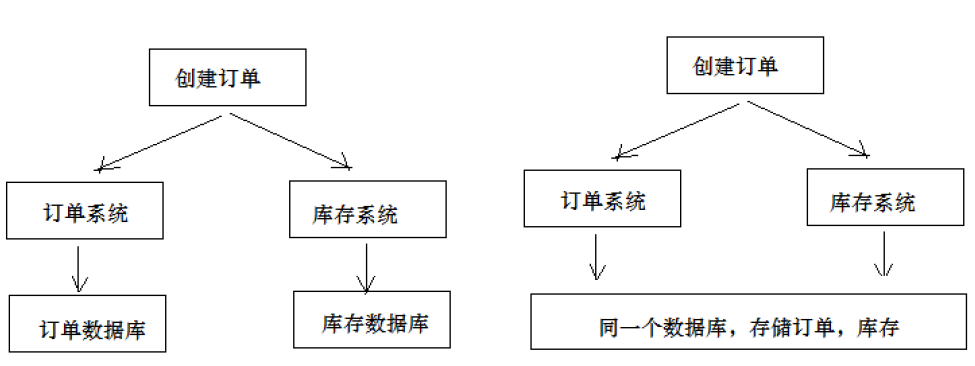 创建订单
订单系统
库存系统
订单数据库
库存数据库
创建订单
订单系统
库存系统
同一个数据库，存储订单，库存